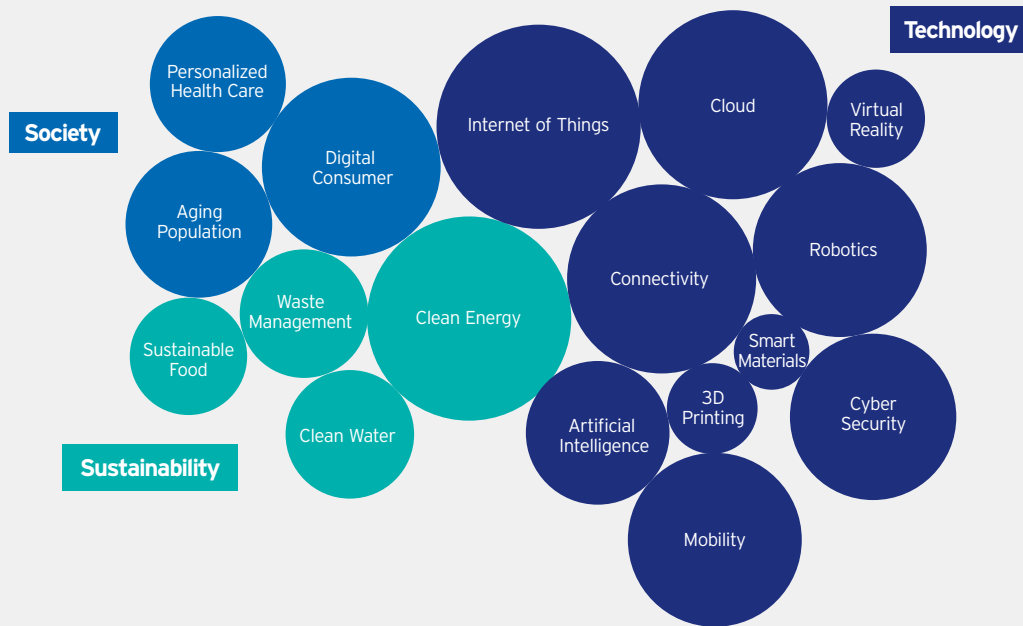 Technology
Personalized
Health Care
Society
Digital
Consumer
Aging
Population
Internet of Things
Cloud
Virtual
Reality
Robotics
Connectivity
Waste
Management
Clean Energy
Sustainable
Food
Clean Water
Sustainability
Smart
Materials
3D
Printing
Artificial
Intelligence
Cyber
Security
Mobility